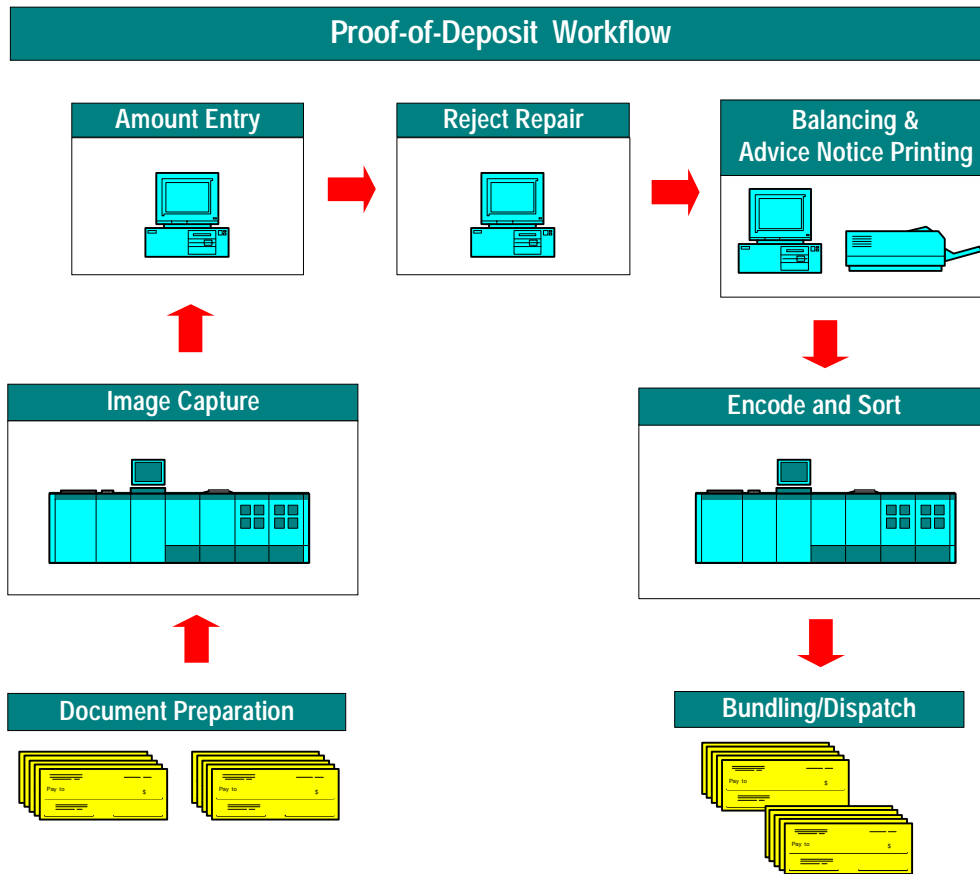 Proof-of-Deposit Workflow
Amount Entry
Reject Repair
Balancing &
Advice Notice Printing
Image Capture
Encode and Sort
Document Preparation
Bundling/Dispatch
Pay to $
Pay to $
Pay to $
Pay to $